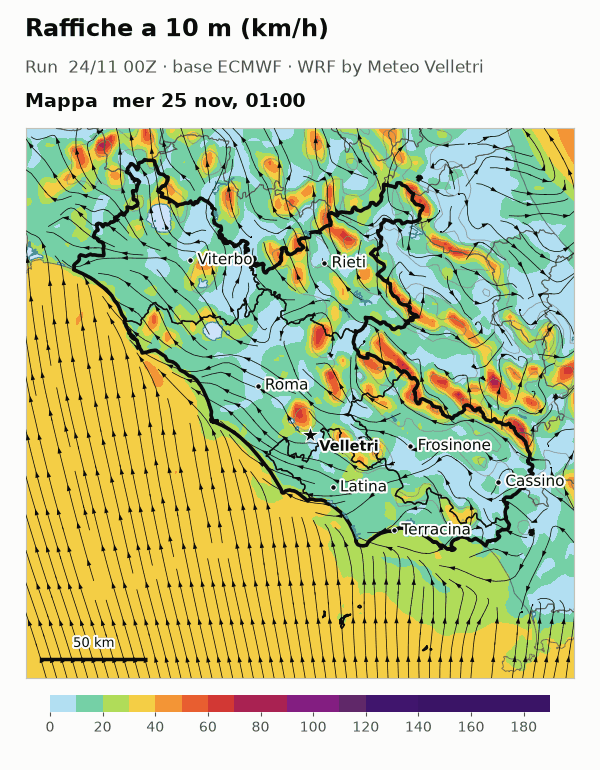 Raffiche a 10 m (km/h)
Run 24/11 00Z · base ECMWF · WRF by Meteo Velletri
Mappa mer 25 nov, 01:00
Viterbo
Rieti
Roma
Velletri
Frosinone
Latina
Cassino
Terracina
50 km
0 20 40 60 80 100 120 140 160 180